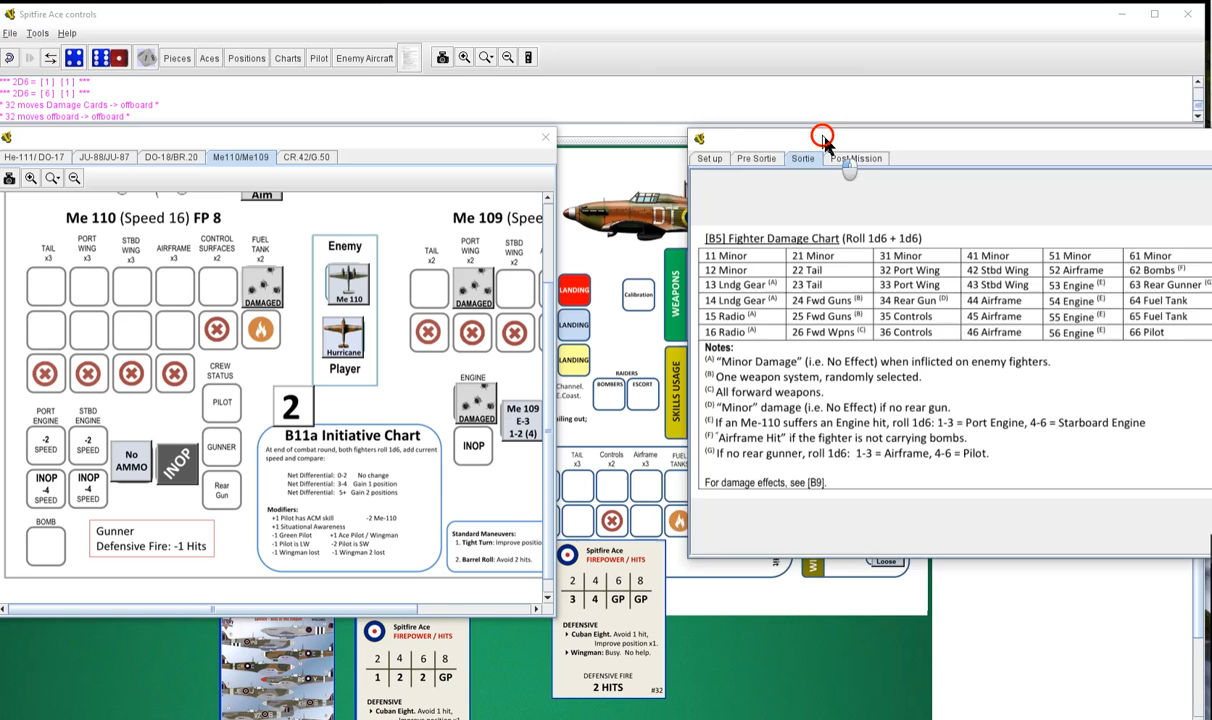 Spitfire Ace controls
File Tools Help
Pieces Aces Positions Charts Pilot Enemy Aircraft
*** 2D6 = [1] [1] ***
*** 2D6 = [6] [1] ***
* 32 moves Damage Cards -> offboard *
* 32 moves offboard -> offboard *
He-111/ DO-17 JU-88/JU-87 DO-18/BR.20 Me110/Me109 CR.42/G.50
Aim
Me 110 (Speed 16) FP 8
TAIL x3
PORT WING x3
STBD WING x3
AIRFRAME x3
CONTROL SURFACES x2
FUEL TANK x2
DAMAGED
Enemy
Me 110
Hurricane
Player
CREW STATUS
PILOT
GUNNER
Rear Gun
PORT ENGINE
STBD ENGINE
-2 SPEED
-2 SPEED
INOP -4 SPEED
INOP -4 SPEED
No AMMO
INOP
BOMB
Gunner
Defensive Fire: -1 Hits
2
B11a Initiative Chart
At end of combat round, both fighters roll 1d6, add current
speed and compare:
Net Differential: 0-2 No change
Net Differential: 3-4 Gain 1 position
Net Differential: 5+ Gain 2 positions
Modifiers:
+1 Pilot has ACM skill -2 Me-110
+1 Situational Awareness
-1 Green Pilot +1 Ace Pilot / Wingman
-1 Pilot is LW -2 Pilot is SW
-1 Wingman lost -1 Wingman 2 lost
Me 109 (Spee
TAIL x2
PORT WING x2
STBD WING x2
DAMAGED
ENGINE
DAMAGED
INOP
Me 109
E-3
1-2 (4)
Standard Maneuvers:
1. Tight Turn: Improve positio
2. Barrel Roll: Avoid 2 hits.
LANDING
LANDING
LANDING
Calibration
WEAPONS
SKILLS USAGE
RAIDERS
BOMBERS ESCORT
Channel.
E.Coast.
iling out;
TAIL x3
Controls x2
Airframe x3
FUEL TANKS
Loose
Set up Pre Sortie Sortie Post Mission
[B5] Fighter Damage Chart (Roll 1d6 + 1d6)
11 Minor 21 Minor 31 Minor 41 Minor 51 Minor 61 Minor
12 Minor 22 Tail 32 Port Wing 42 Stbd Wing 52 Airframe 62 Bombs (F)
13 Lndg Gear (A) 23 Tail 33 Port Wing 43 Stbd Wing 53 Engine (E) 63 Rear Gunner (G
14 Lndg Gear (A) 24 Fwd Guns (B) 34 Rear Gun (D) 44 Airframe 54 Engine (E) 64 Fuel Tank
15 Radio (A) 25 Fwd Guns (B) 35 Controls 45 Airframe 55 Engine (E) 65 Fuel Tank
16 Radio (A) 26 Fwd Wpns (C) 36 Controls 46 Airframe 56 Engine (E) 66 Pilot
Notes:
(A) "Minor Damage" (i.e. No Effect) when inflicted on enemy fighters.
(B) One weapon system, randomly selected.
(C) All forward weapons.
(D) "Minor" damage (i.e. No Effect) if no rear gun.
(E) If an Me-110 suffers an Engine hit, roll 1d6: 1-3 = Port Engine, 4-6 = Starboard Engine
(F) "Airframe Hit" if the fighter is not carrying bombs.
(G) If no rear gunner, roll 1d6: 1-3 = Airframe, 4-6 = Pilot.
For damage effects, see [B9].
Spitfire Ace
FIREPOWER / HITS
2 4 6 8
3 4 GP GP
DEFENSIVE
Cuban Eight. Avoid 1 hit,
Improve position x1.
Wingman: Busy. No help.
DEFENSIVE FIRE
2 HITS
#32
Spitfire Ace
FIREPOWER / HITS
2 4 6 8
1 2 2 GP
DEFENSIVE
Cuban Eight. Avoid 1 hit,